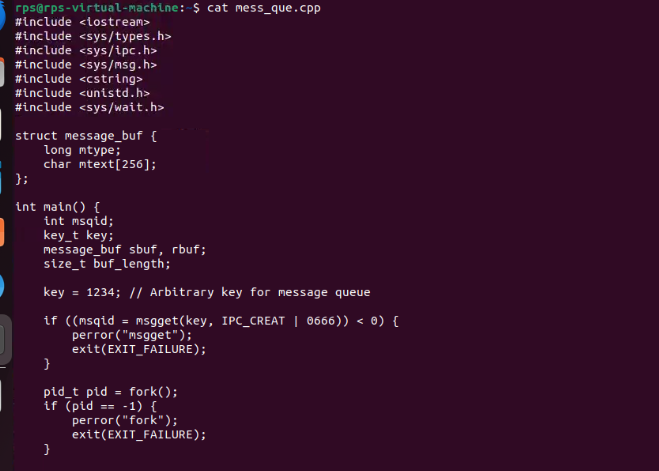 rps@rps-virtual-machine:~$ cat mess_que.cpp
#include <iostream>
#include <sys/types.h>
#include <sys/ipc.h>
#include <sys/msg.h>
#include <cstring>
#include <unistd.h>
#include <sys/wait.h>

struct message_buf {
    long mtype;
    char mtext[256];
};

int main() {
    int msqid;
    key_t key;
    message_buf sbuf, rbuf;
    size_t buf_length;

    key = 1234; // Arbitrary key for message queue

    if ((msqid = msgget(key, IPC_CREAT | 0666)) < 0) {
        perror("msgget");
        exit(EXIT_FAILURE);
    }

    pid_t pid = fork();
    if (pid == -1) {
        perror("fork");
        exit(EXIT_FAILURE);
    }